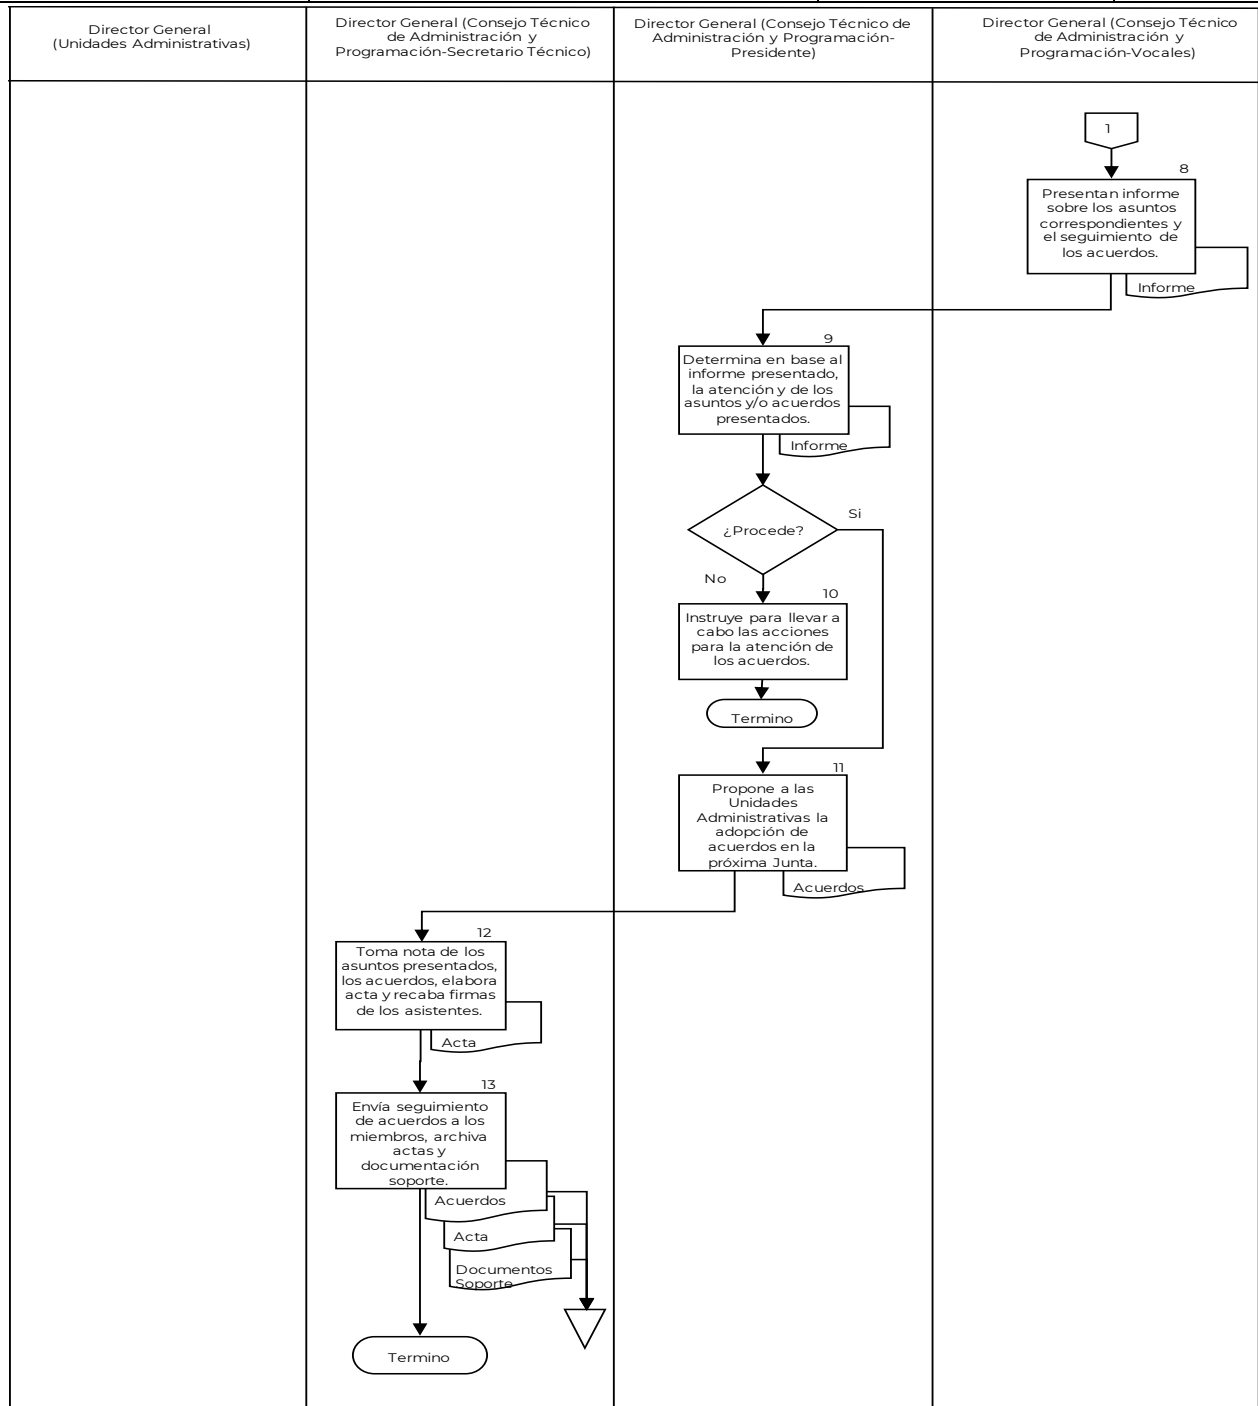 Director General
(Unidades Administrativas)
Director General (Consejo Técnico
de Administración y
Programación-Secretario Técnico)
Director General (Consejo Técnico de
Administración y Programación-
Presidente)
Director General (Consejo Técnico
de Administración y
Programación-Vocales)
1
8
Presentan informe
sobre los asuntos
correspondientes y
el seguimiento de
los acuerdos.
Informe
9
Determina en base al
informe presentado,
la atención y de los
asuntos y/o acuerdos
presentados.
Informe
¿Procede?
Si
No
10
Instruye para llevar a
cabo las acciones
para la atención de
los acuerdos.
Termino
11
Propone a las
Unidades
Administrativas la
adopción de
acuerdos en la
próxima Junta.
Acuerdos
12
Toma nota de los
asuntos presentados,
los acuerdos, elabora
acta y recaba firmas
de los asistentes.
Acta
13
Envía seguimiento
de acuerdos a los
miembros, archiva
actas y
documentación
soporte.
Acuerdos
Acta
Documentos
Soporte
Termino